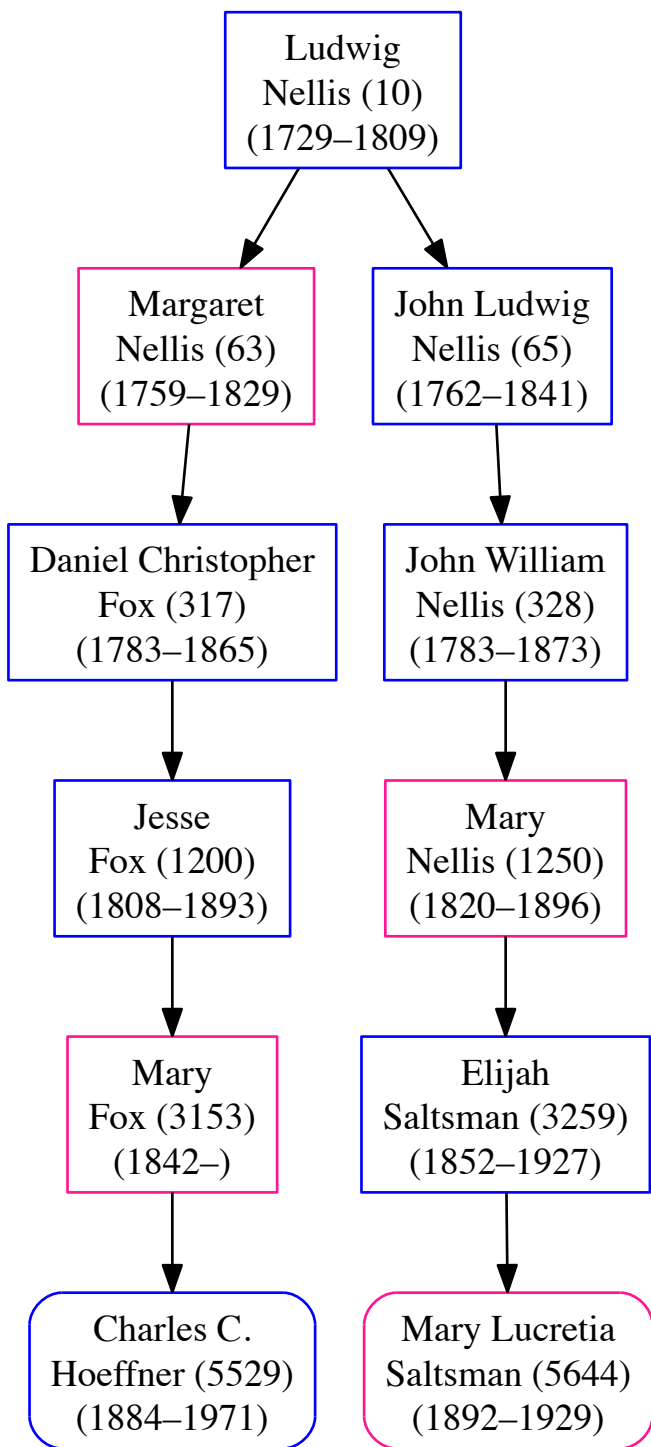 Ludwig
Nellis (10)
(1729–1809)
Margaret
Nellis (63)
(1759–1829)
John Ludwig
Nellis (65)
(1762–1841)
Daniel Christopher
Fox (317)
(1783–1865)
John William
Nellis (328)
(1783–1873)
Jesse
Fox (1200)
(1808–1893)
Mary
Nellis (1250)
(1820–1896)
Mary
Fox (3153)
(1842–)
Elijah
Saltsman (3259)
(1852–1927)
Charles C.
Hoeffner (5529)
(1884–1971)
Mary Lucretia
Saltsman (5644)
(1892–1929)